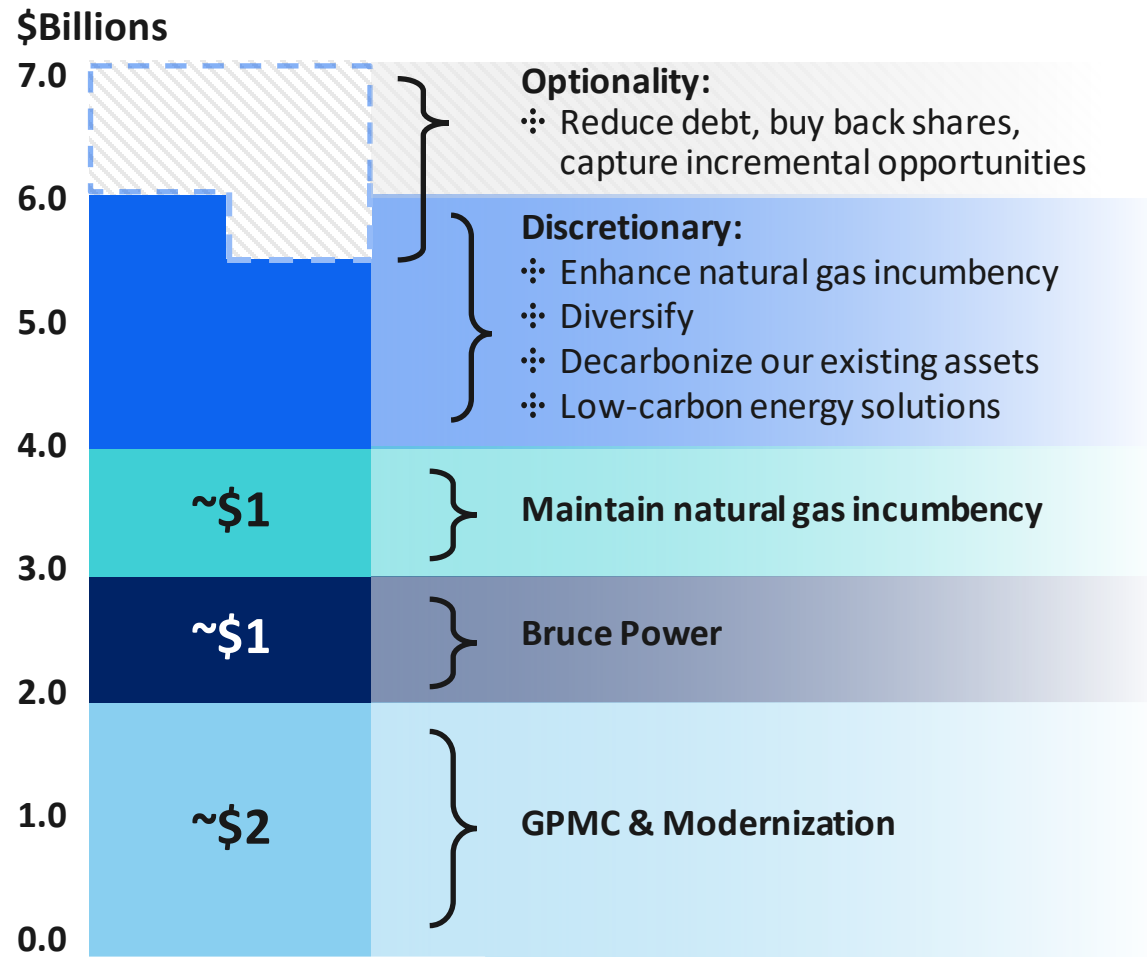 $Billions
7.0
6.0
5.0
4.0
3.0
2.0
1.0
0.0
~$1
~$1
~$2
Optionality:
Reduce debt, buy back shares,
capture incremental opportunities
Discretionary:
Enhance natural gas incumbency
Diversify
Decarbonize our existing assets
Low-carbon energy solutions
Maintain natural gas incumbency
Bruce Power
GPMC & Modernization